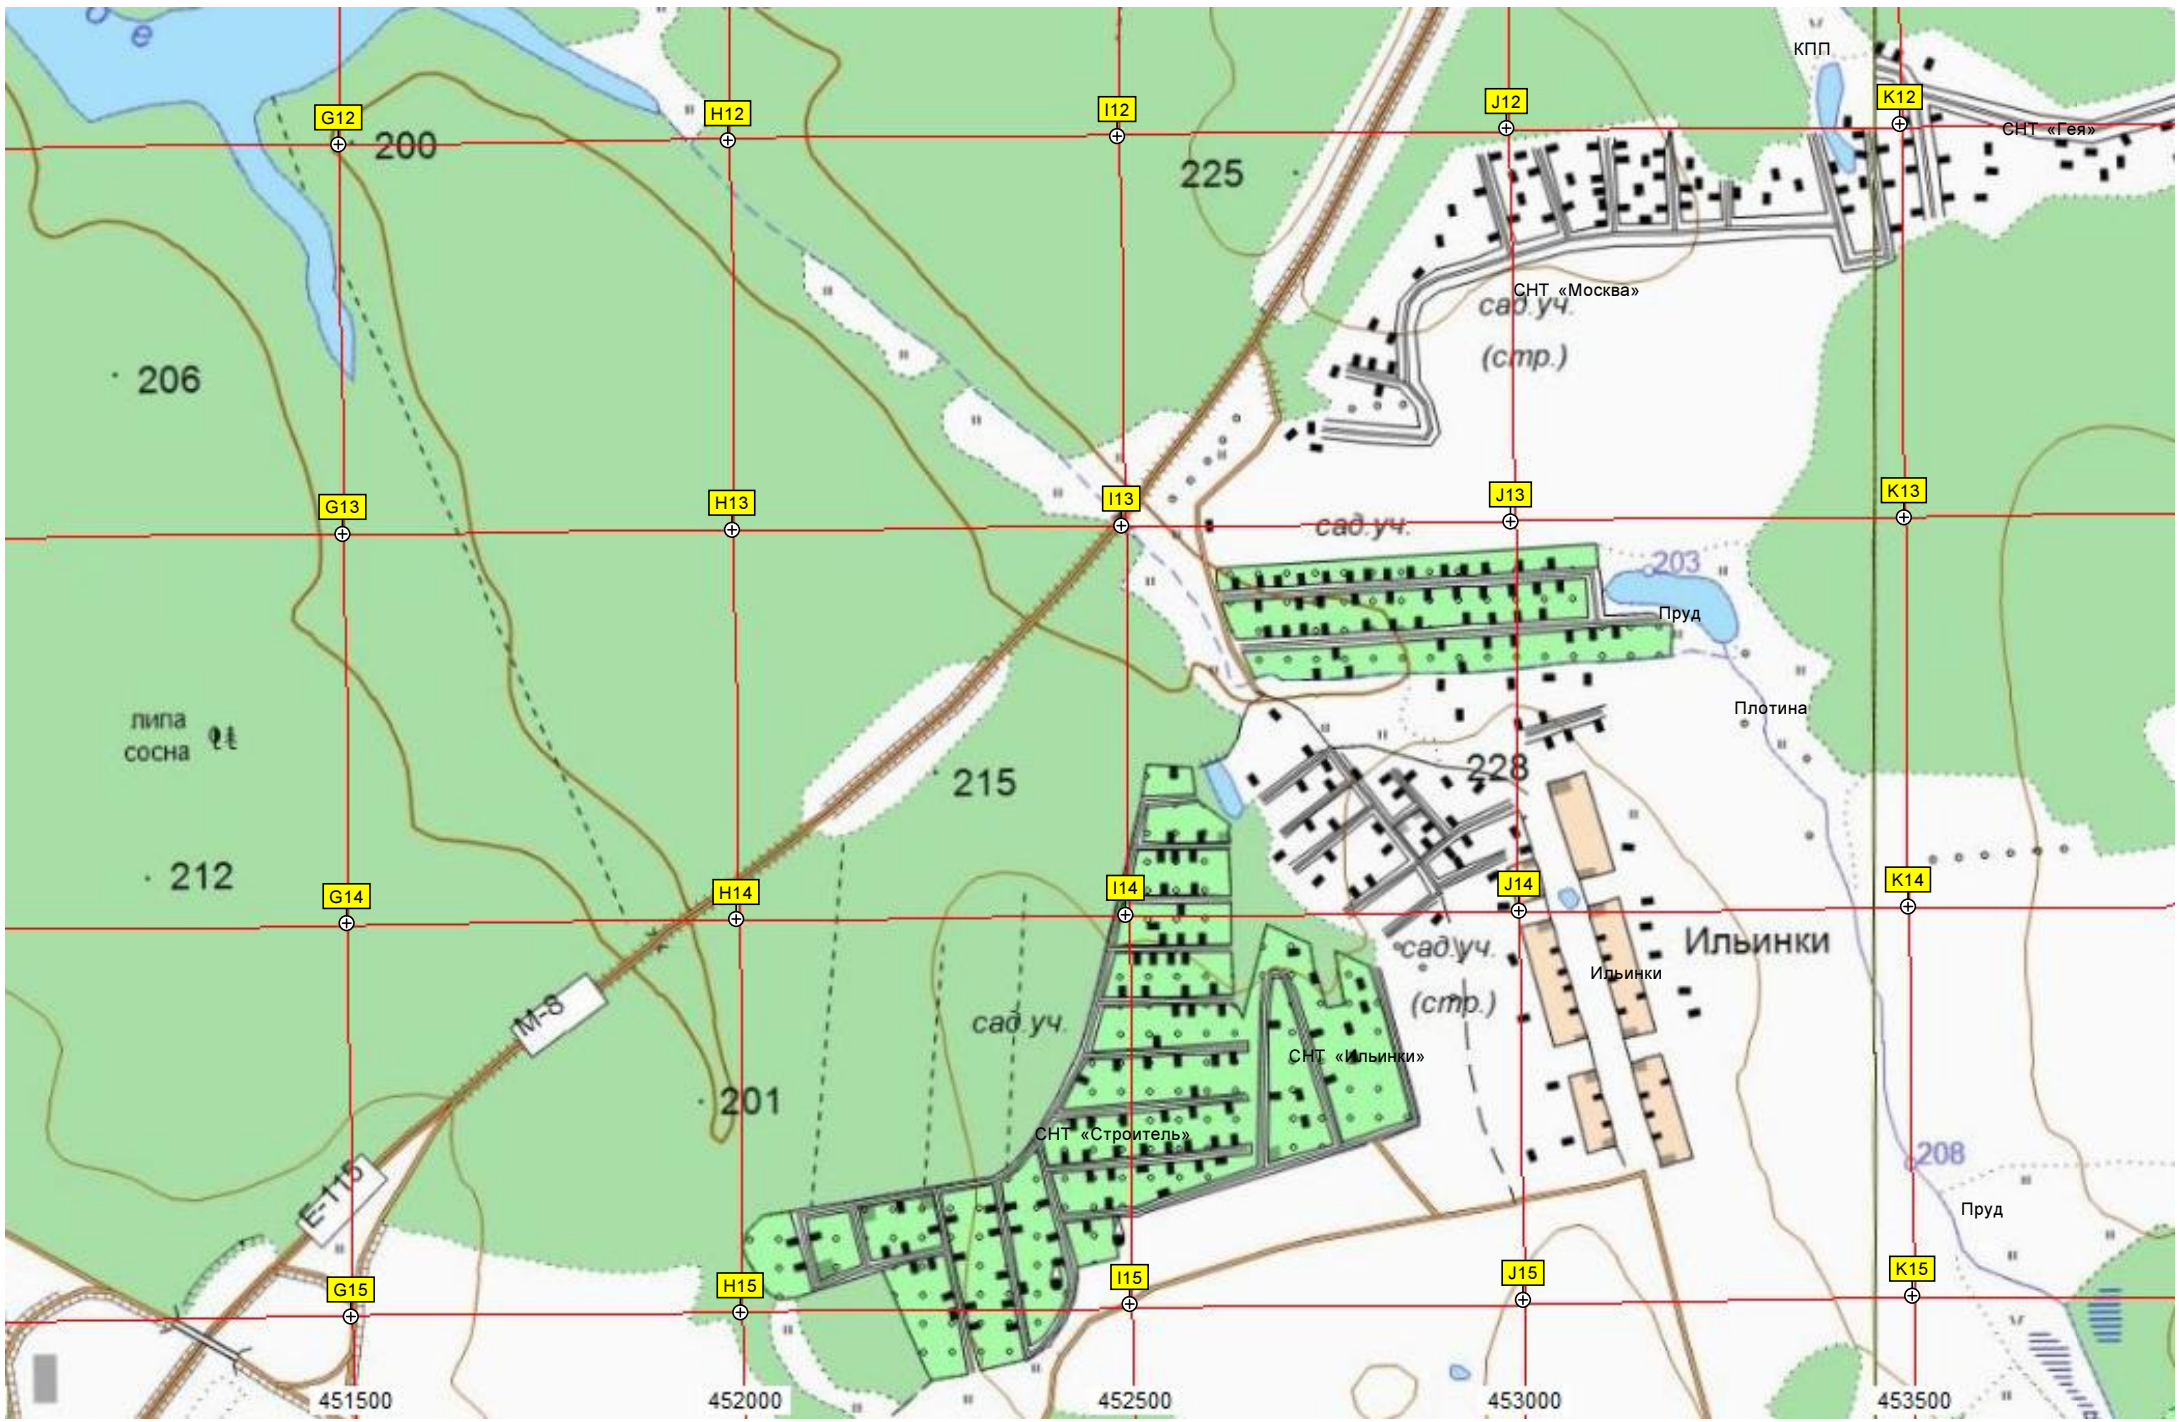 е
КПП
G12
H12
I12
J12
K12
200
225
СНТ «Гея»
СНТ «Москва»
сад.уч.
(стр.)
206
G13
H13
I13
J13
K13
сад.уч.
203
Пруд
липа
сосна
Плотина
215
228
212
G14
H14
I14
J14
K14
сад.уч.
Ильинки
Ильинки
(стр.)
М-8
сад.уч.
СНТ «Ильинки»
201
СНТ «Строитель»
208
Е-115
Пруд
G15
H15
I15
J15
K15
451500
452000
452500
453000
453500